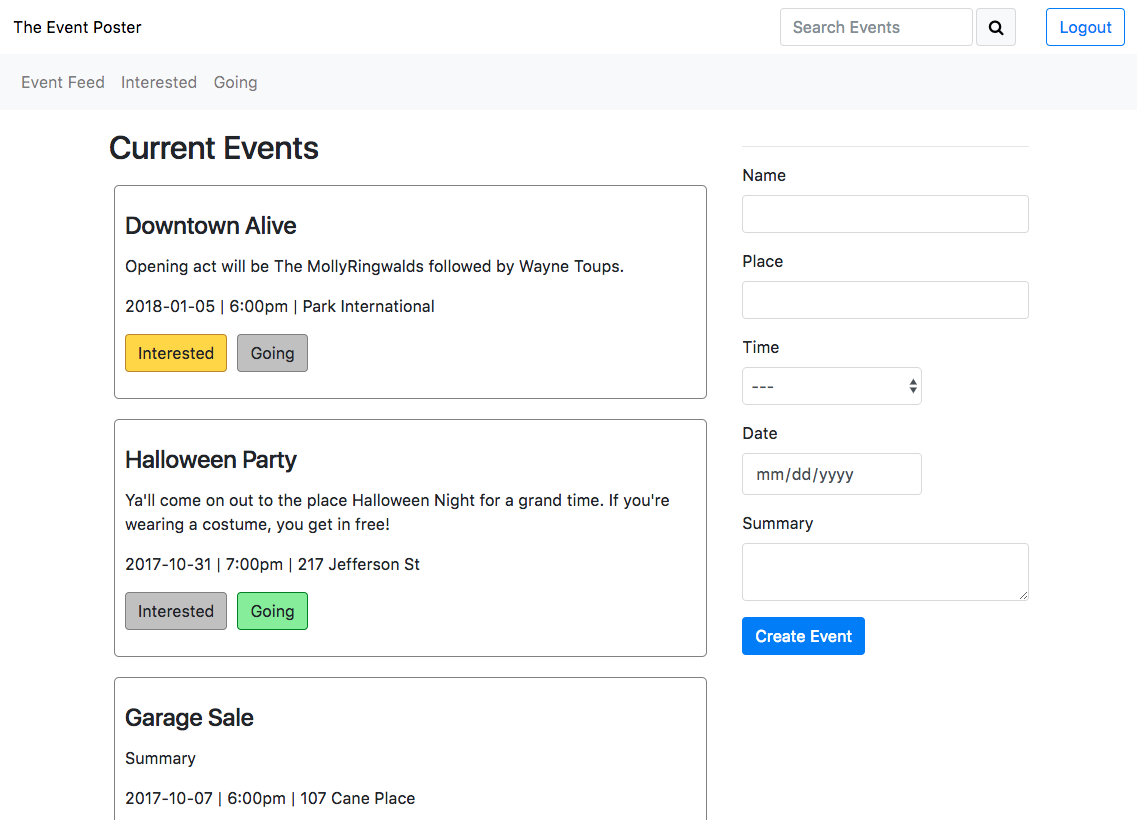 The Event Poster
Search Events
Logout
Event Feed Interested Going
Current Events
Downtown Alive
Opening act will be The MollyRingwalds followed by Wayne Toups.
2018-01-05 | 6:00pm | Park International
Interested Going
Halloween Party
Ya'll come on out to the place Halloween Night for a grand time. If you're
wearing a costume, you get in free!
2017-10-31 | 7:00pm | 217 Jefferson St
Interested Going
Garage Sale
Summary
2017-10-07 | 6:00pm | 107 Cane Place
Name
Place
Time
---
Date
mm/dd/yyyy
Summary
Create Event